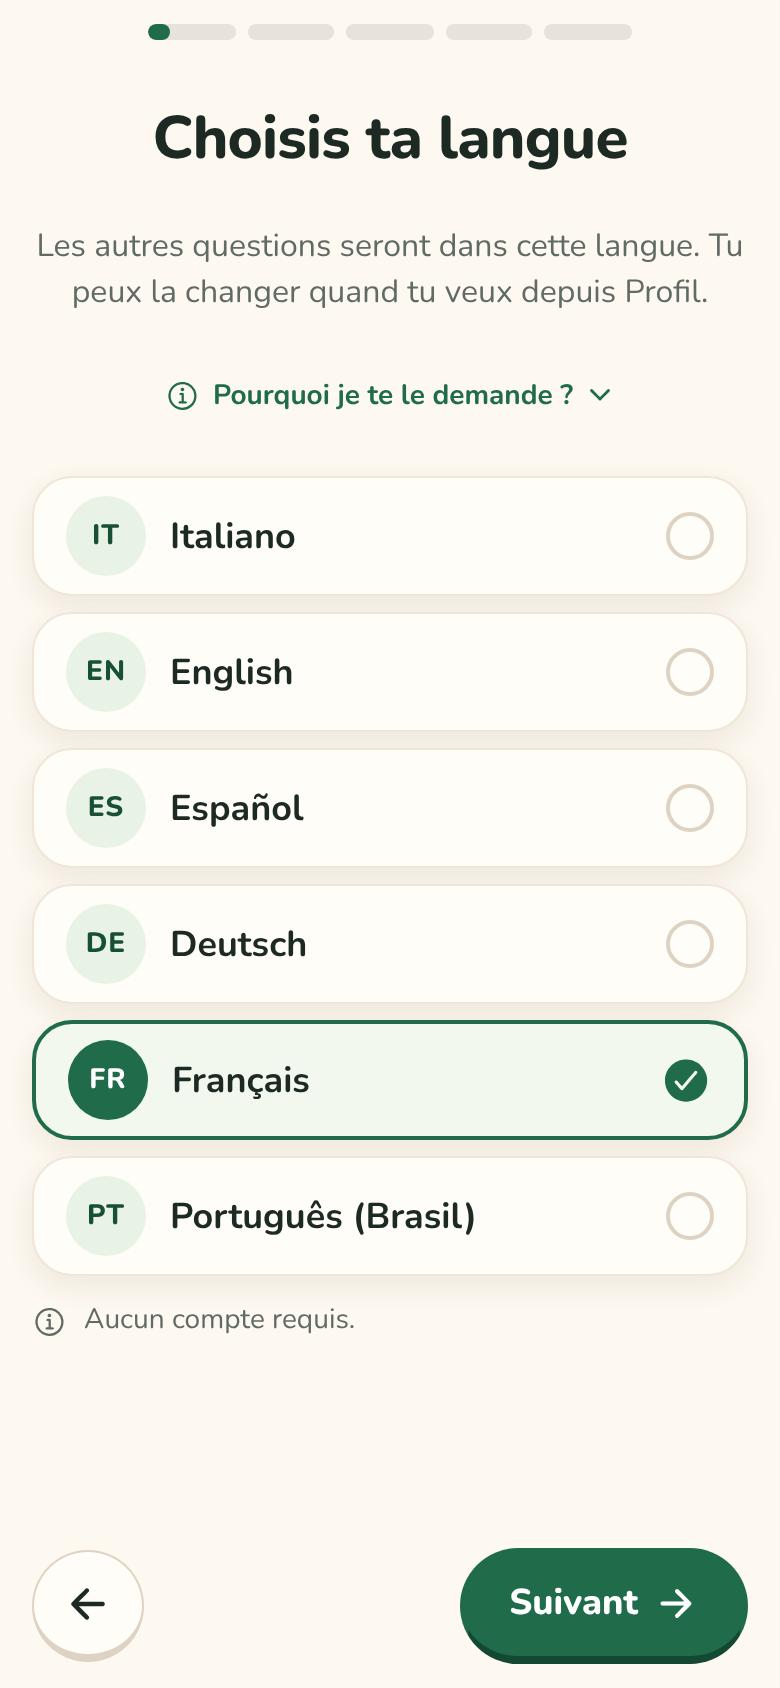 Choisis ta langue
Les autres questions seront dans cette langue. Tu
peux la changer quand tu veux depuis Profil.
Pourquoi je te le demande ?
IT Italiano
EN English
ES Español
DE Deutsch
FR Français
PT Português (Brasil)
Aucun compte requis.
Suivant